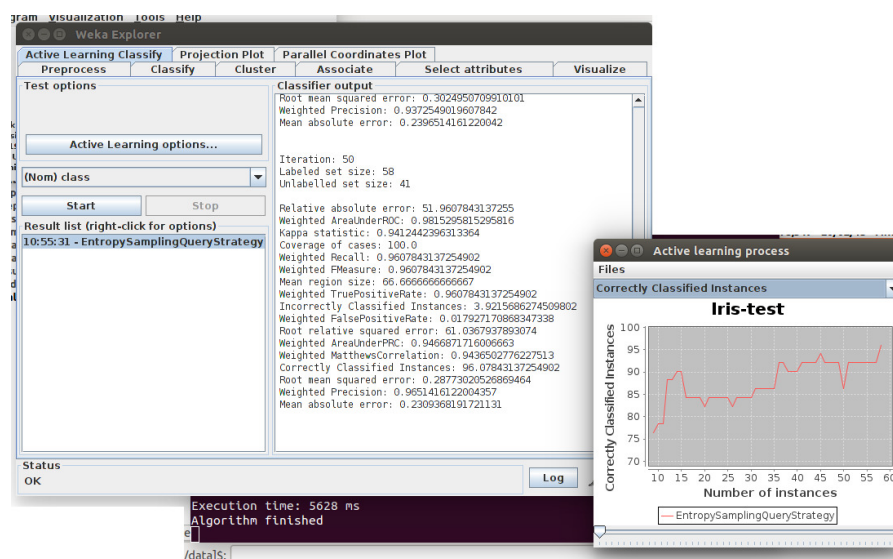 gram Visualization Tools Help
Weka Explorer
Active Learning Classify Projection Plot Parallel Coordinates Plot
Preprocess Classify Cluster Associate Select attributes Visualize
Test options
Active Learning options...
(Nom) class
Start Stop
Result list (right-click for options)
10:55:31 - EntropySamplingQueryStrategy
Classifier output
Root mean squared error: 0.3024950709910101
Weighted Precision: 0.9372549019607842
Mean absolute error: 0.2396514161220042
Iteration: 50
Labeled set size: 58
Unlabelled set size: 41
Relative absolute error: 51.9607843137255
Weighted AreaUnderROC: 0.9815295815295816
Kappa statistic: 0.9412442396313364
Coverage of cases: 100.0
Weighted Recall: 0.9607843137254902
Weighted FMeasure: 0.9607843137254902
Mean region size: 66.6666666666667
Weighted TruePositiveRate: 0.9607843137254902
Incorrectly Classified Instances: 3.9215686274509802
Weighted FalsePositiveRate: 0.017927170868347338
Root relative squared error: 61.0367937893074
Weighted AreaUnderPRC: 0.9466871716006663
Weighted MatthewsCorrelation: 0.9436502776227513
Correctly Classified Instances: 96.07843137254902
Root mean squared error: 0.28773020526869464
Weighted Precision: 0.9651416122004357
Mean absolute error: 0.2309368191721131
Status
OK
Log
Active learning process
Files
Correctly Classified Instances
Iris-test
Correctly Classified Instances
100
95
90
85
80
75
70
10 15 20 25 30 35 40 45 50 55 60
Number of instances
EntropySamplingQueryStrategy
Execution time: 5628 ms
Algorithm finished
/data]$: